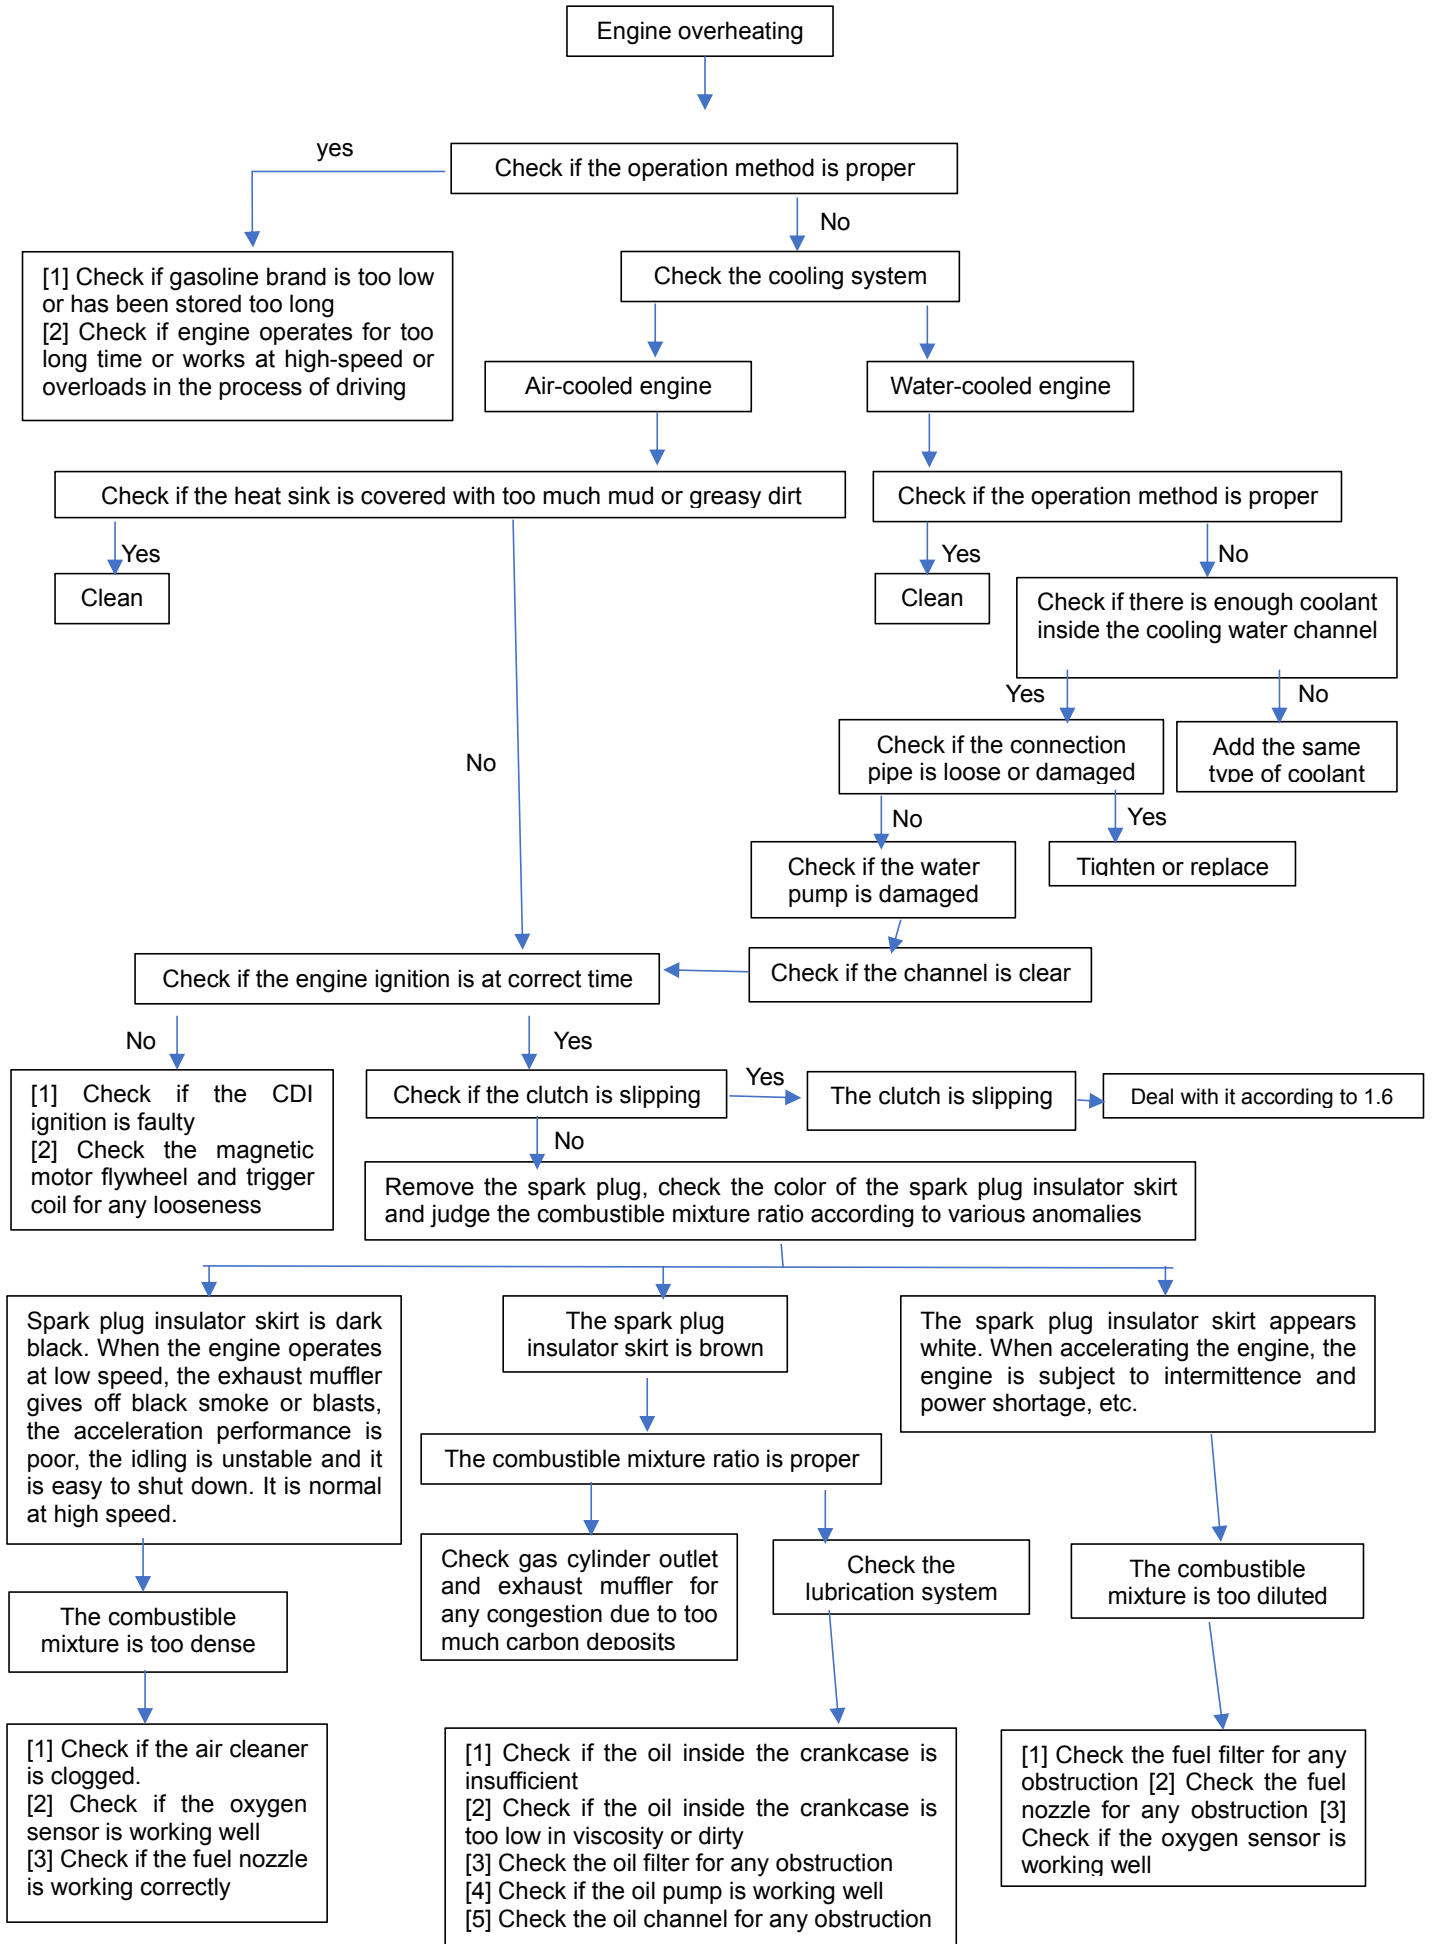 Engine overheating
yes
Check if the operation method is proper
No
[1] Check if gasoline brand is too low
or has been stored too long
[2] Check if engine operates for too
long time or works at high-speed or
overloads in the process of driving
Check the cooling system
Air-cooled engine
Water-cooled engine
Check if the heat sink is covered with too much mud or greasy dirt
Check if the operation method is proper
Yes
Yes
No
Clean
Clean
Check if there is enough coolant
inside the cooling water channel
Yes
No
Check if the connection
pipe is loose or damaged
Add the same
type of coolant
No
No
Yes
Check if the water
pump is damaged
Tighten or replace
Check if the engine ignition is at correct time
Check if the channel is clear
No
Yes
[1] Check if the CDI
ignition is faulty
[2] Check the magnetic
motor flywheel and trigger
coil for any looseness
Check if the clutch is slipping
Yes
The clutch is slipping
Deal with it according to 1.6
No
Remove the spark plug, check the color of the spark plug insulator skirt
and judge the combustible mixture ratio according to various anomalies
Spark plug insulator skirt is dark
black. When the engine operates
at low speed, the exhaust muffler
gives off black smoke or blasts,
the acceleration performance is
poor, the idling is unstable and it
is easy to shut down. It is normal
at high speed.
The spark plug
insulator skirt is brown
The spark plug insulator skirt appears
white. When accelerating the engine, the
engine is subject to intermittence and
power shortage, etc.
The combustible mixture ratio is proper
Check gas cylinder outlet
and exhaust muffler for
any congestion due to too
much carbon deposits
Check the
lubrication system
The combustible
mixture is too diluted
The combustible
mixture is too dense
[1] Check if the air cleaner
is clogged.
[2] Check if the oxygen
sensor is working well
[3] Check if the fuel nozzle
is working correctly
[1] Check if the oil inside the crankcase is
insufficient
[2] Check if the oil inside the crankcase is
too low in viscosity or dirty
[3] Check the oil filter for any obstruction
[4] Check if the oil pump is working well
[5] Check the oil channel for any obstruction
[1] Check the fuel filter for any
obstruction [2] Check the fuel
nozzle for any obstruction [3]
Check if the oxygen sensor is
working well